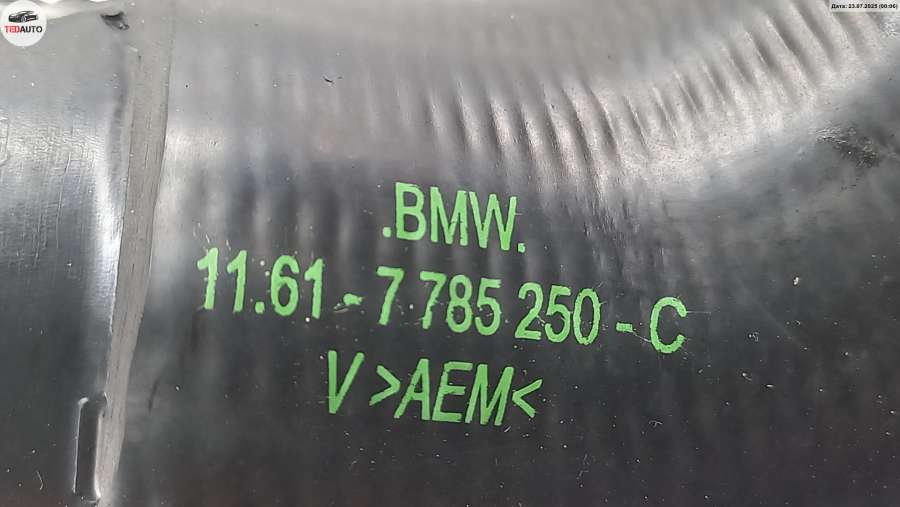 TEDAUTO
Дата: 23.07.2025 (00:06)
.BMW.
11.61 - 7 785 250 - C
V >AEM<